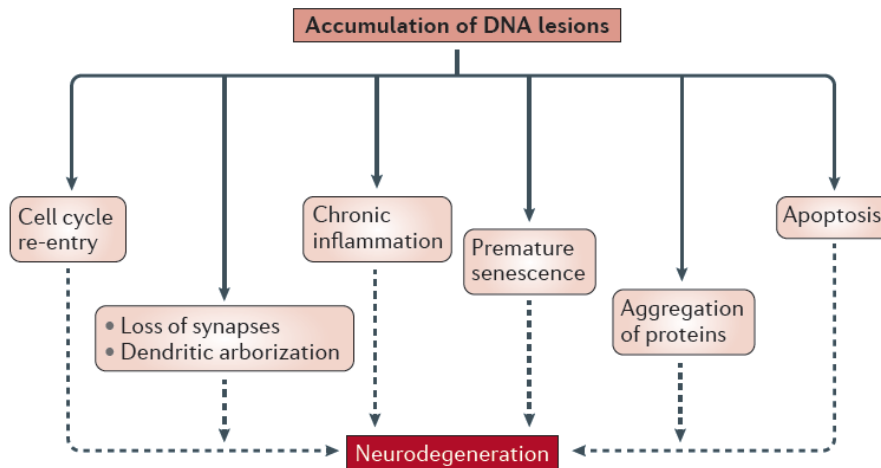 Accumulation of DNA lesions
Cell cycle
re-entry
• Loss of synapses
• Dendritic arborization
Chronic
inflammation
Premature
senescence
Aggregation
of proteins
Apoptosis
Neurodegeneration